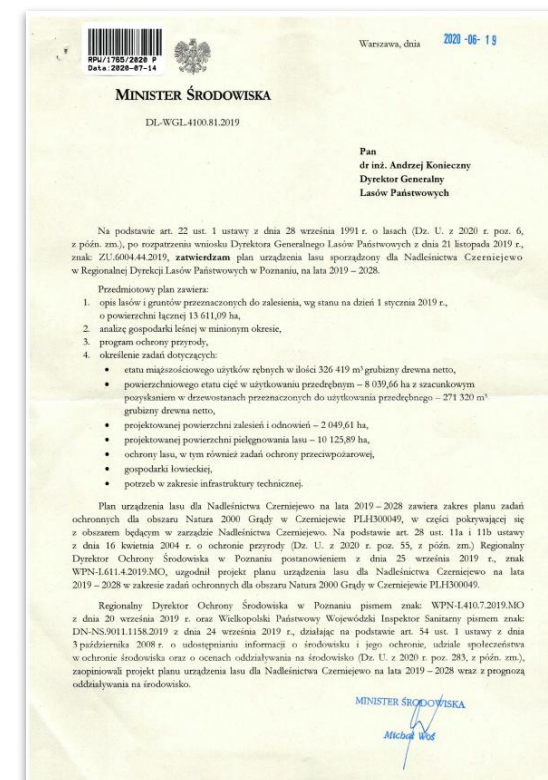 RPW/1765/2020 P
Data:2020-07-14
Warszawa, dnia 2020 -06- 19
MINISTER ŚRODOWISKA
DL-WGL.4100.81.2019
Pan
dr inż. Andrzej Konieczny
Dyrektor Generalny
Lasów Państwowych
Na podstawie art. 22 ust. 1 ustawy z dnia 28 września 1991 r. o lasach (Dz. U. z 2020 r. poz. 6,
z późn. zm.), po rozpatrzeniu wniosku Dyrektora Generalnego Lasów Państwowych z dnia 21 listopada 2019 r.,
znak: ZU.6004.44.2019, zatwierdzam plan urządzenia lasu sporządzony dla Nadleśnictwa Czerniejewo
w Regionalnej Dyrekcji Lasów Państwowych w Poznaniu, na lata 2019 – 2028.
Przedmiotowy plan zawiera:
1. opis lasów i gruntów przeznaczonych do zalesienia, wg stanu na dzień 1 stycznia 2019 r.,
o powierzchni łącznej 13 611,09 ha,
2. analizę gospodarki leśnej w minionym okresie,
3. program ochrony przyrody,
4. określenie zadań dotyczących:
• etatu miąższościowego użytków rębnych w ilości 326 419 m³ grubizny drewna netto,
• powierzchniowego etatu cięć w użytkowaniu przedrębnym – 8 039,66 ha z szacunkowym
pozyskaniem w drzewostanach przeznaczonych do użytkowania przedrębnego – 271 320 m³
grubizny drewna netto,
• projektowanej powierzchni zalesień i odnowień – 2 049,61 ha,
• projektowanej powierzchni pielęgnowania lasu – 10 125,89 ha,
• ochrony lasu, w tym również zadań ochrony przeciwpożarowej,
• gospodarki łowieckiej,
• potrzeb w zakresie infrastruktury technicznej.
Plan urządzenia lasu dla Nadleśnictwa Czerniejewo na lata 2019 – 2028 zawiera zakres planu zadań
ochronnych dla obszaru Natura 2000 Grądy w Czerniejewie PLH300049, w części pokrywającej się
z obszarem będącym w zarządzie Nadleśnictwa Czerniejewo. Na podstawie art. 28 ust. 11a i 11b ustawy
z dnia 16 kwietnia 2004 r. o ochronie przyrody (Dz. U. z 2020 r. poz. 55, z późn. zm.) Regionalny
Dyrektor Ochrony Środowiska w Poznaniu postanowieniem z dnia 25 września 2019 r., znak
WPN-I.611.4.2019.MO, uzgodnił projekt planu urządzenia lasu dla Nadleśnictwa Czerniejewo na lata
2019 – 2028 w zakresie zadań ochronnych dla obszaru Natura 2000 Grądy w Czerniejewie PLH300049.
Regionalny Dyrektor Ochrony Środowiska w Poznaniu pismem znak: WPN-I.410.7.2019.MO
z dnia 20 września 2019 r. oraz Wielkopolski Państwowy Wojewódzki Inspektor Sanitarny pismem znak:
DN-NS.9011.1158.2019 z dnia 24 września 2019 r., działając na podstawie art. 54 ust. 1 ustawy z dnia
3 października 2008 r. o udostępnianiu informacji o środowisku i jego ochronie, udziale społeczeństwa
w ochronie środowiska oraz o ocenach oddziaływania na środowisko (Dz. U. z 2020 r. poz. 283, z późn. zm.),
zaopiniowali projekt planu urządzenia lasu dla Nadleśnictwa Czerniejewo na lata 2019 – 2028 wraz z prognozą
oddziaływania na środowisko.
MINISTER ŚRODOWISKA
Michał Woś